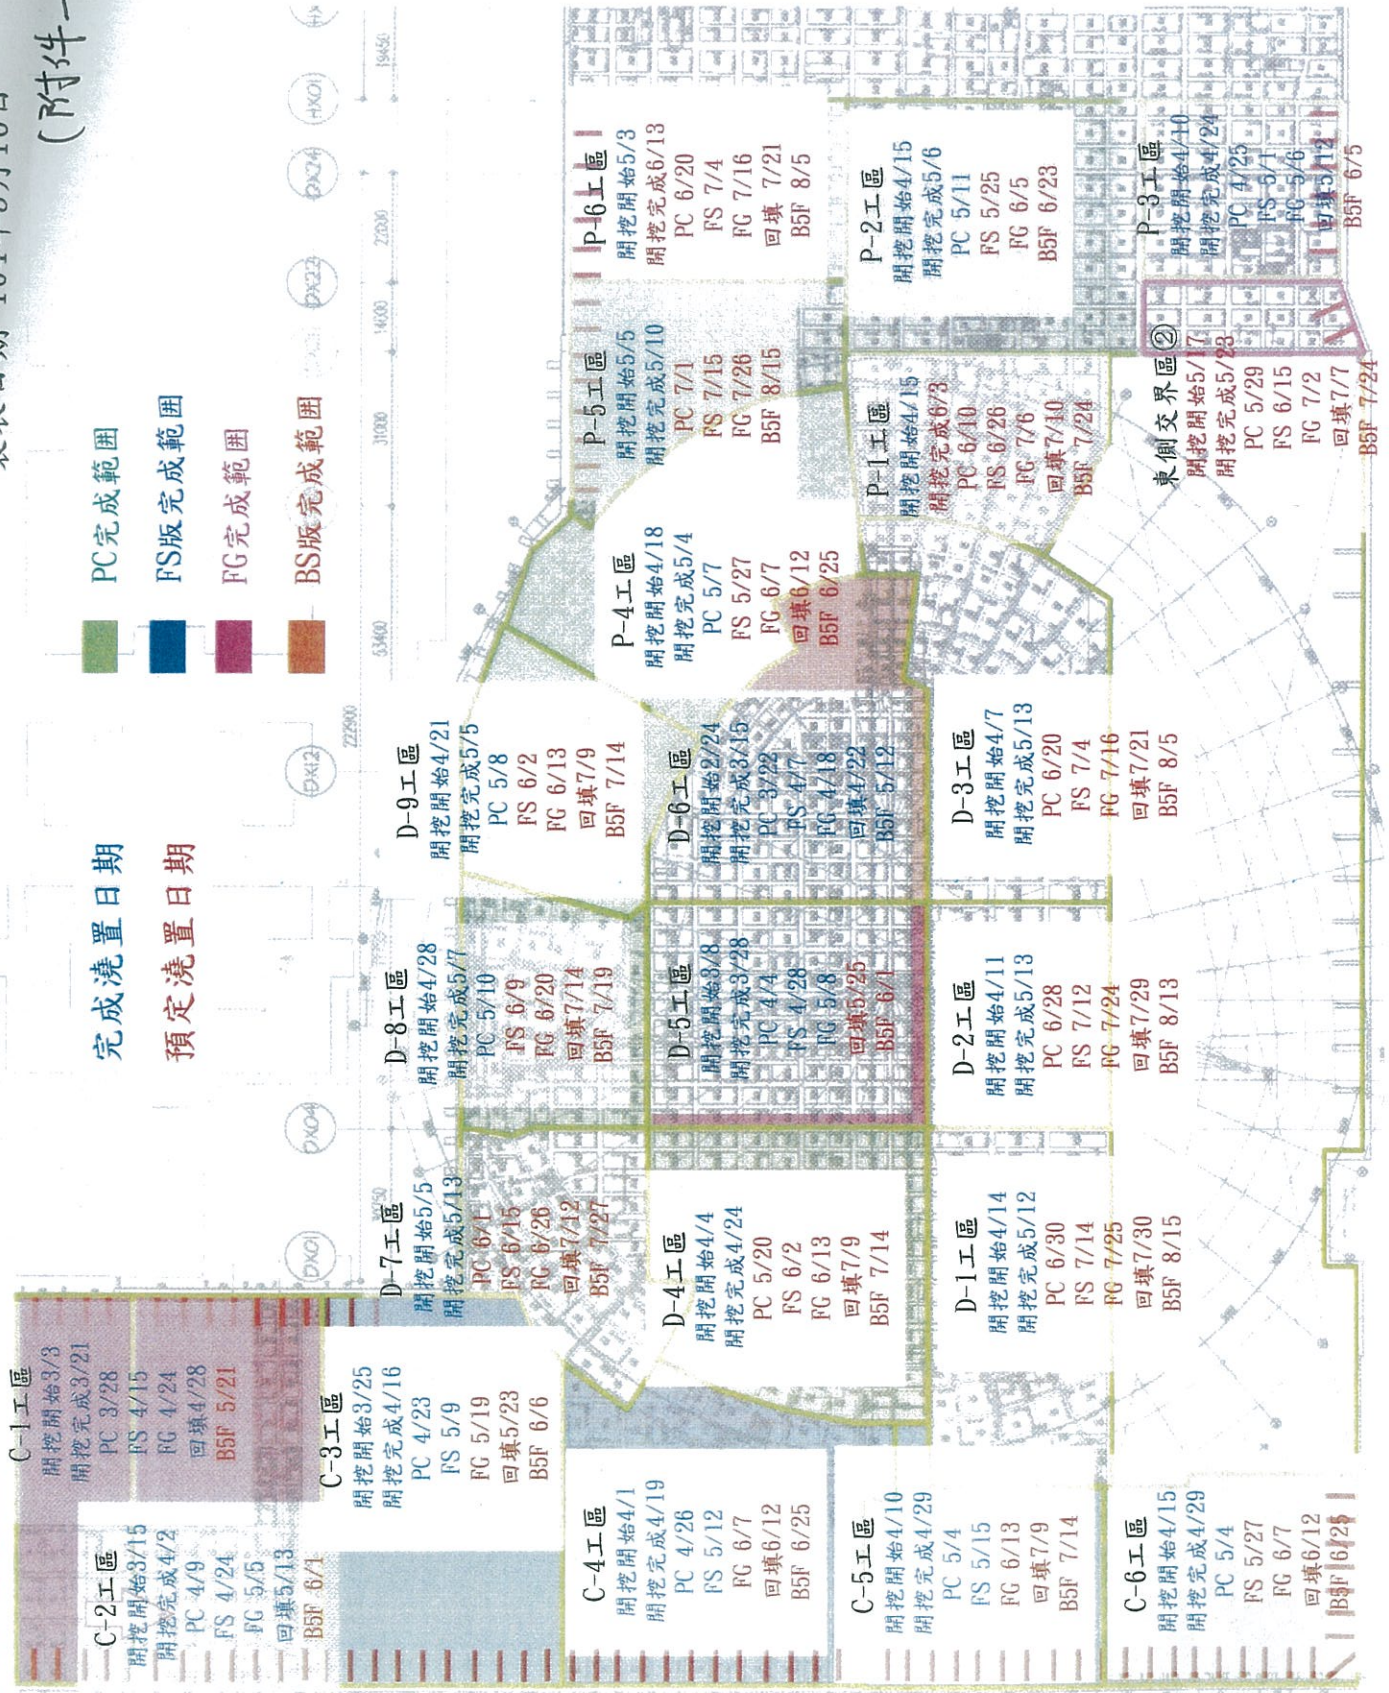 (附件一
PC完成範圍
FS版完成範圍
FG完成範圍
BS版完成範圍
完成澆置日期
預定澆置日期
19450
22000
14000
31000
53400
222900
HX01
DX24
DX22
DX12
DX04
DX01
C-1工區
開挖開始3/3
開挖完成3/21
PC 3/28
FS 4/15
FG 4/24
回填4/28
B5F 5/21
C-2工區
開挖開始3/15
開挖完成4/2
PC 4/9
FS 4/24
FG 5/5
回填5/13
B5F 6/1
C-3工區
開挖開始3/25
開挖完成4/16
PC 4/23
FS 5/9
FG 5/19
回填5/23
B5F 6/6
C-4工區
開挖開始4/1
開挖完成4/19
PC 4/26
FS 5/12
FG 6/7
回填6/12
B5F 6/25
C-5工區
開挖開始4/10
開挖完成4/29
PC 5/4
FS 5/15
FG 6/13
回填7/9
B5F 7/14
C-6工區
開挖開始4/15
開挖完成4/29
PC 5/4
FS 5/27
FG 6/7
回填6/12
B5F 6/25
D-7工區
開挖開始5/5
開挖完成5/13
PC 6/1
FS 6/15
FG 6/26
回填7/12
B5F 7/27
D-8工區
開挖開始4/28
開挖完成5/7
PC 5/10
FS 6/9
FG 6/20
回填7/14
B5F 7/19
D-9工區
開挖開始4/21
開挖完成5/5
PC 5/8
FS 6/2
FG 6/13
回填7/9
B5F 7/14
D-4工區
開挖開始4/4
開挖完成4/24
PC 5/20
FS 6/2
FG 6/13
回填7/9
B5F 7/14
D-5工區
開挖開始3/8
開挖完成3/28
PC 4/4
FS 4/28
FG 5/8
回填5/25
B5F 6/1
D-6工區
開挖開始2/24
開挖完成3/15
PC 3/22
FS 4/7
FG 4/18
回填4/22
B5F 5/12
D-1工區
開挖開始4/14
開挖完成5/12
PC 6/30
FS 7/14
FG 7/25
回填7/30
B5F 8/15
D-2工區
開挖開始4/11
開挖完成5/13
PC 6/28
FS 7/12
FG 7/24
回填7/29
B5F 8/13
D-3工區
開挖開始4/7
開挖完成5/13
PC 6/20
FS 7/4
FG 7/16
回填7/21
B5F 8/5
P-4工區
開挖開始4/18
開挖完成5/4
PC 5/7
FS 5/27
FG 6/7
回填6/12
B5F 6/25
P-5工區
開挖開始5/5
開挖完成5/10
PC 7/1
FS 7/15
FG 7/26
B5F 8/15
P-6工區
開挖開始5/3
開挖完成6/13
PC 6/20
FS 7/4
FG 7/16
回填 7/21
B5F 8/5
P-1工區
開挖開始4/15
開挖完成6/3
PC 6/10
FS 6/26
FG 7/6
回填7/10
B5F 7/24
P-2工區
開挖開始4/15
開挖完成5/6
PC 5/11
FS 5/25
FG 6/5
B5F 6/23
P-3工區
開挖開始4/10
開挖完成4/24
PC 4/25
FS 5/1
FG 5/6
回填5/12
B5F 6/5
東側交界區②
開挖開始5/17
開挖完成5/23
PC 5/29
FS 6/15
FG 7/2
回填7/7
B5F 7/24